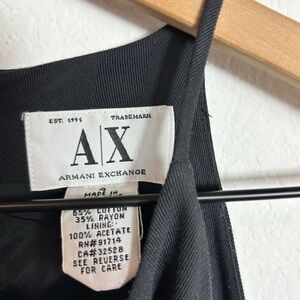 EST. 1991 TRADEMARK
A|X
ARMANI EXCHANGE
MADE IN
65% COTTON
35% RAYON
LINING:
100% ACETATE
RN#91714
CA#32528
SEE REVERSE
FOR CARE